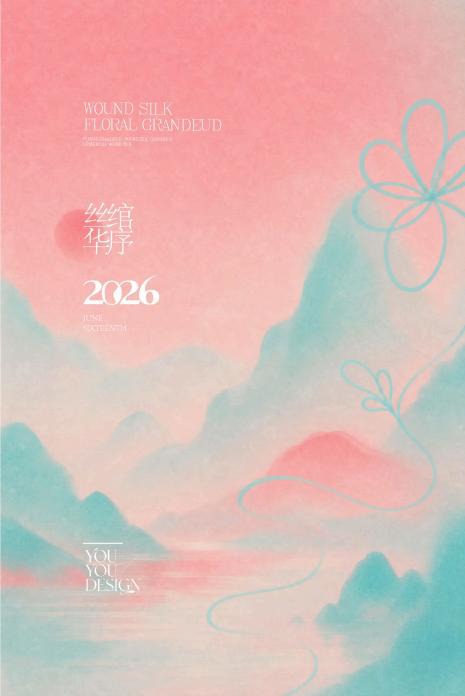 WOUND SILK
FLORAL GRANDEUD
丝绾
华序
2026
JUNE
SIXTEENTH
YOU
YOU
DESIGN